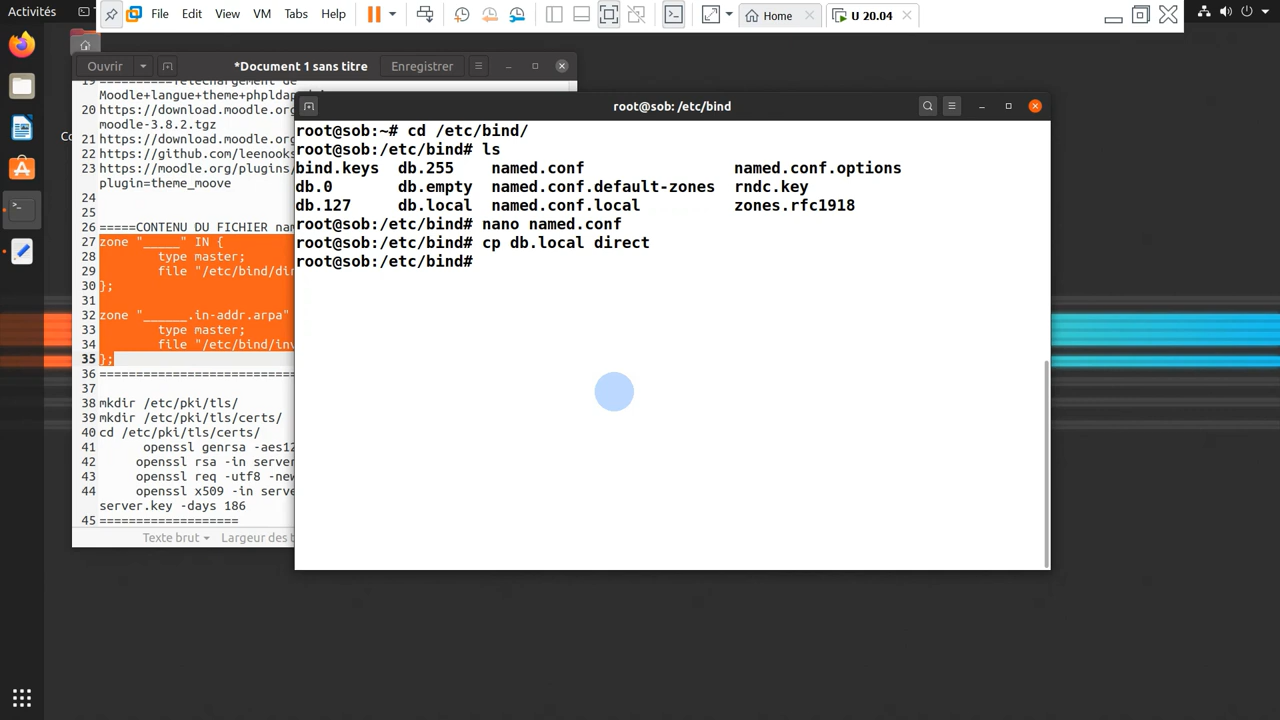 Activités
File Edit View VM Tabs Help
Home
U 20.04
Ouvrir
*Document 1 sans titre
Enregistrer
Moodle+langue+theme+phpldap
20 https://download.moodle.org
moodle-3.8.2.tgz
21 https://download.moodle.org
22 https://github.com/leenooks
23 https://moodle.org/plugins/
plugin=theme_moove
24
25
26 =====CONTENU DU FICHIER nam
27 zone "_____" IN {
28 type master;
29 file "/etc/bind/dir
30 };
31
32 zone "______.in-addr.arpa"
33 type master;
34 file "/etc/bind/inv
35 };
36 ==========================
37
38 mkdir /etc/pki/tls/
39 mkdir /etc/pki/tls/certs/
40 cd /etc/pki/tls/certs/
41 openssl genrsa -aes12
42 openssl rsa -in server
43 openssl req -utf8 -new
44 openssl x509 -in serve
server.key -days 186
45 ===================
Texte brut
Largeur des t
root@sob: /etc/bind
root@sob:~# cd /etc/bind/
root@sob:/etc/bind# ls
bind.keys db.255 named.conf named.conf.options
db.0 db.empty named.conf.default-zones rndc.key
db.127 db.local named.conf.local zones.rfc1918
root@sob:/etc/bind# nano named.conf
root@sob:/etc/bind# cp db.local direct
root@sob:/etc/bind#